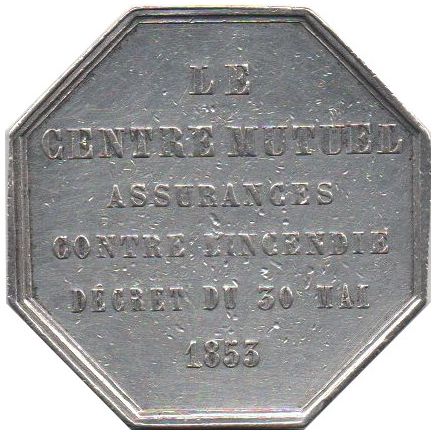 LE
CENTRE MUTUEL
ASSURANCES
CONTRE L'INCENDIE
DÉCRET DU 30 MAI
1853